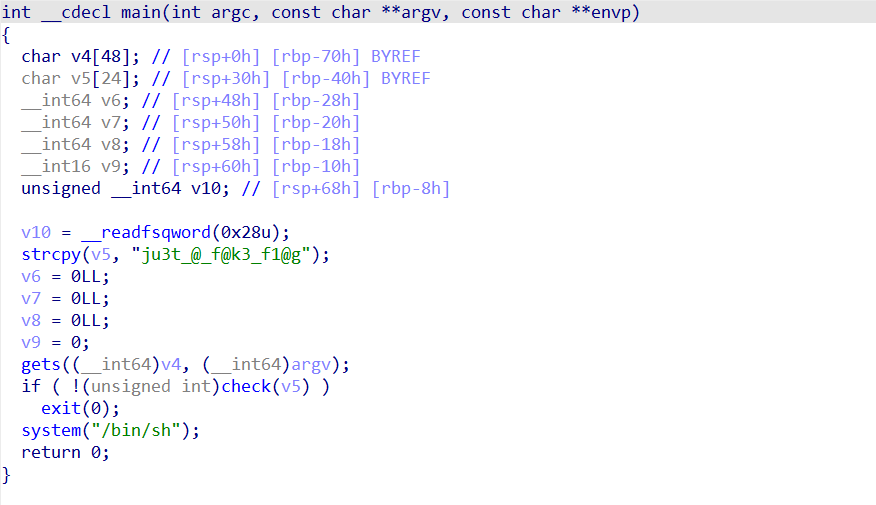 int __cdecl main(int argc, const char **argv, const char **envp)
{
  char v4[48]; // [rsp+0h] [rbp-70h] BYREF
  char v5[24]; // [rsp+30h] [rbp-40h] BYREF
  __int64 v6; // [rsp+48h] [rbp-28h]
  __int64 v7; // [rsp+50h] [rbp-20h]
  __int64 v8; // [rsp+58h] [rbp-18h]
  __int16 v9; // [rsp+60h] [rbp-10h]
  unsigned __int64 v10; // [rsp+68h] [rbp-8h]
  v10 = __readfsqword(0x28u);
  strcpy(v5, "ju3t_@_f@k3_f1@g");
  v6 = 0LL;
  v7 = 0LL;
  v8 = 0LL;
  v9 = 0;
  gets((__int64)v4, (__int64)argv);
  if ( !(unsigned int)check(v5) )
    exit(0);
  system("/bin/sh");
  return 0;
}